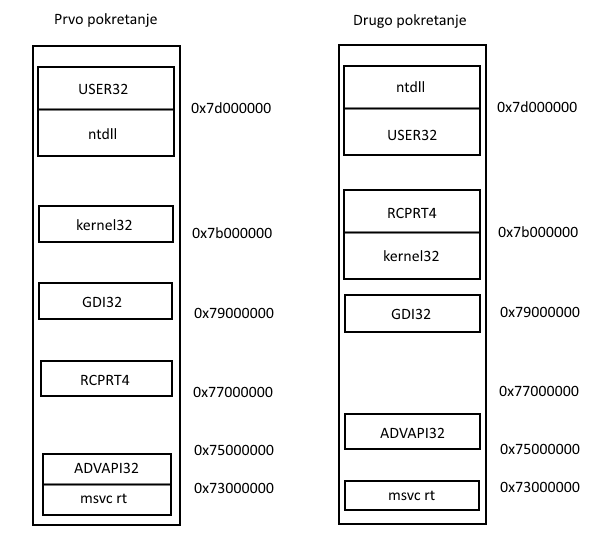 Prvo pokretanje
USER32
0x7d000000
ntdll
kernel32
0x7b000000
GDI32
0x79000000
RCPRT4
0x77000000
0x75000000
ADVAPI32
0x73000000
msvc rt
Drugo pokretanje
ntdll
0x7d000000
USER32
RCPRT4
0x7b000000
kernel32
GDI32
0x79000000
0x77000000
ADVAPI32
0x75000000
0x73000000
msvc rt